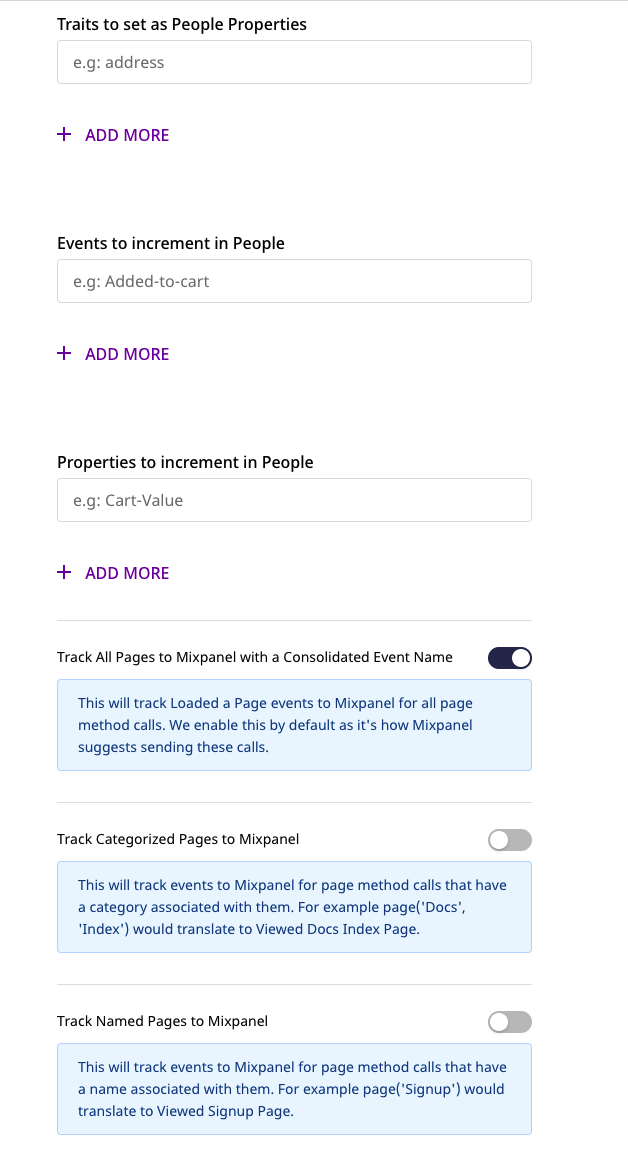 Traits to set as People Properties
e.g: address
+ ADD MORE
Events to increment in People
e.g: Added-to-cart
+ ADD MORE
Properties to increment in People
e.g: Cart-Value
+ ADD MORE
Track All Pages to Mixpanel with a Consolidated Event Name
This will track Loaded a Page events to Mixpanel for all page
method calls. We enable this by default as it's how Mixpanel
suggests sending these calls.
Track Categorized Pages to Mixpanel
This will track events to Mixpanel for page method calls that have
a category associated with them. For example page('Docs',
'Index') would translate to Viewed Docs Index Page.
Track Named Pages to Mixpanel
This will track events to Mixpanel for page method calls that have
a name associated with them. For example page('Signup') would
translate to Viewed Signup Page.